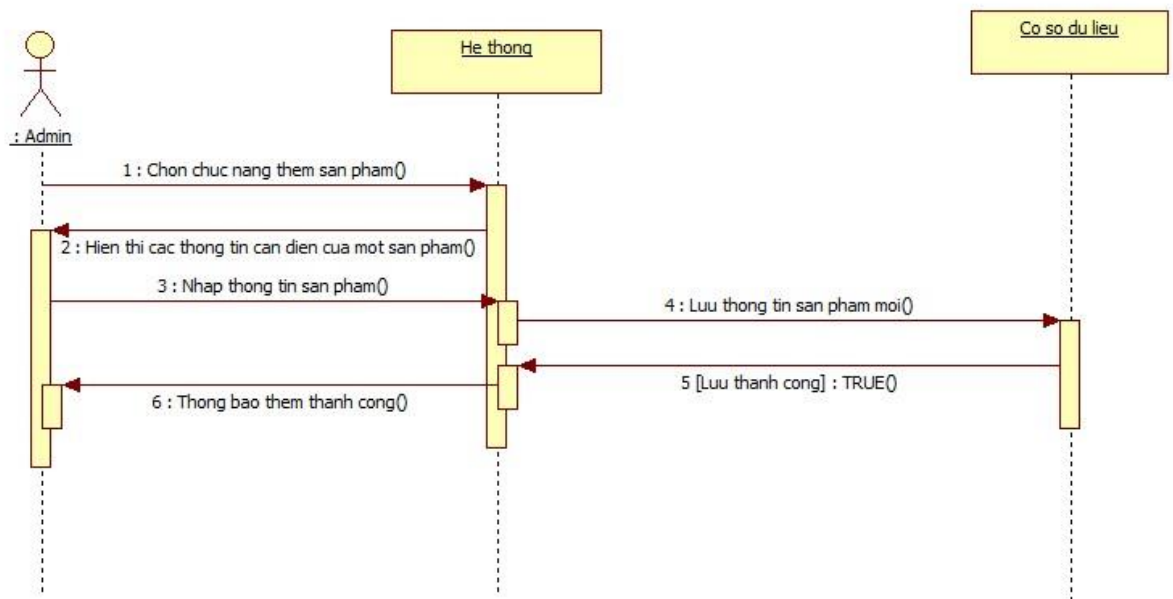 He thong
Co so du lieu
: Admin
1 : Chon chuc nang them san pham()
2 : Hien thi cac thong tin can dien cua mot san pham()
3 : Nhap thong tin san pham()
4 : Luu thong tin san pham moi()
5 [Luu thanh cong] : TRUE()
6 : Thong bao them thanh cong()